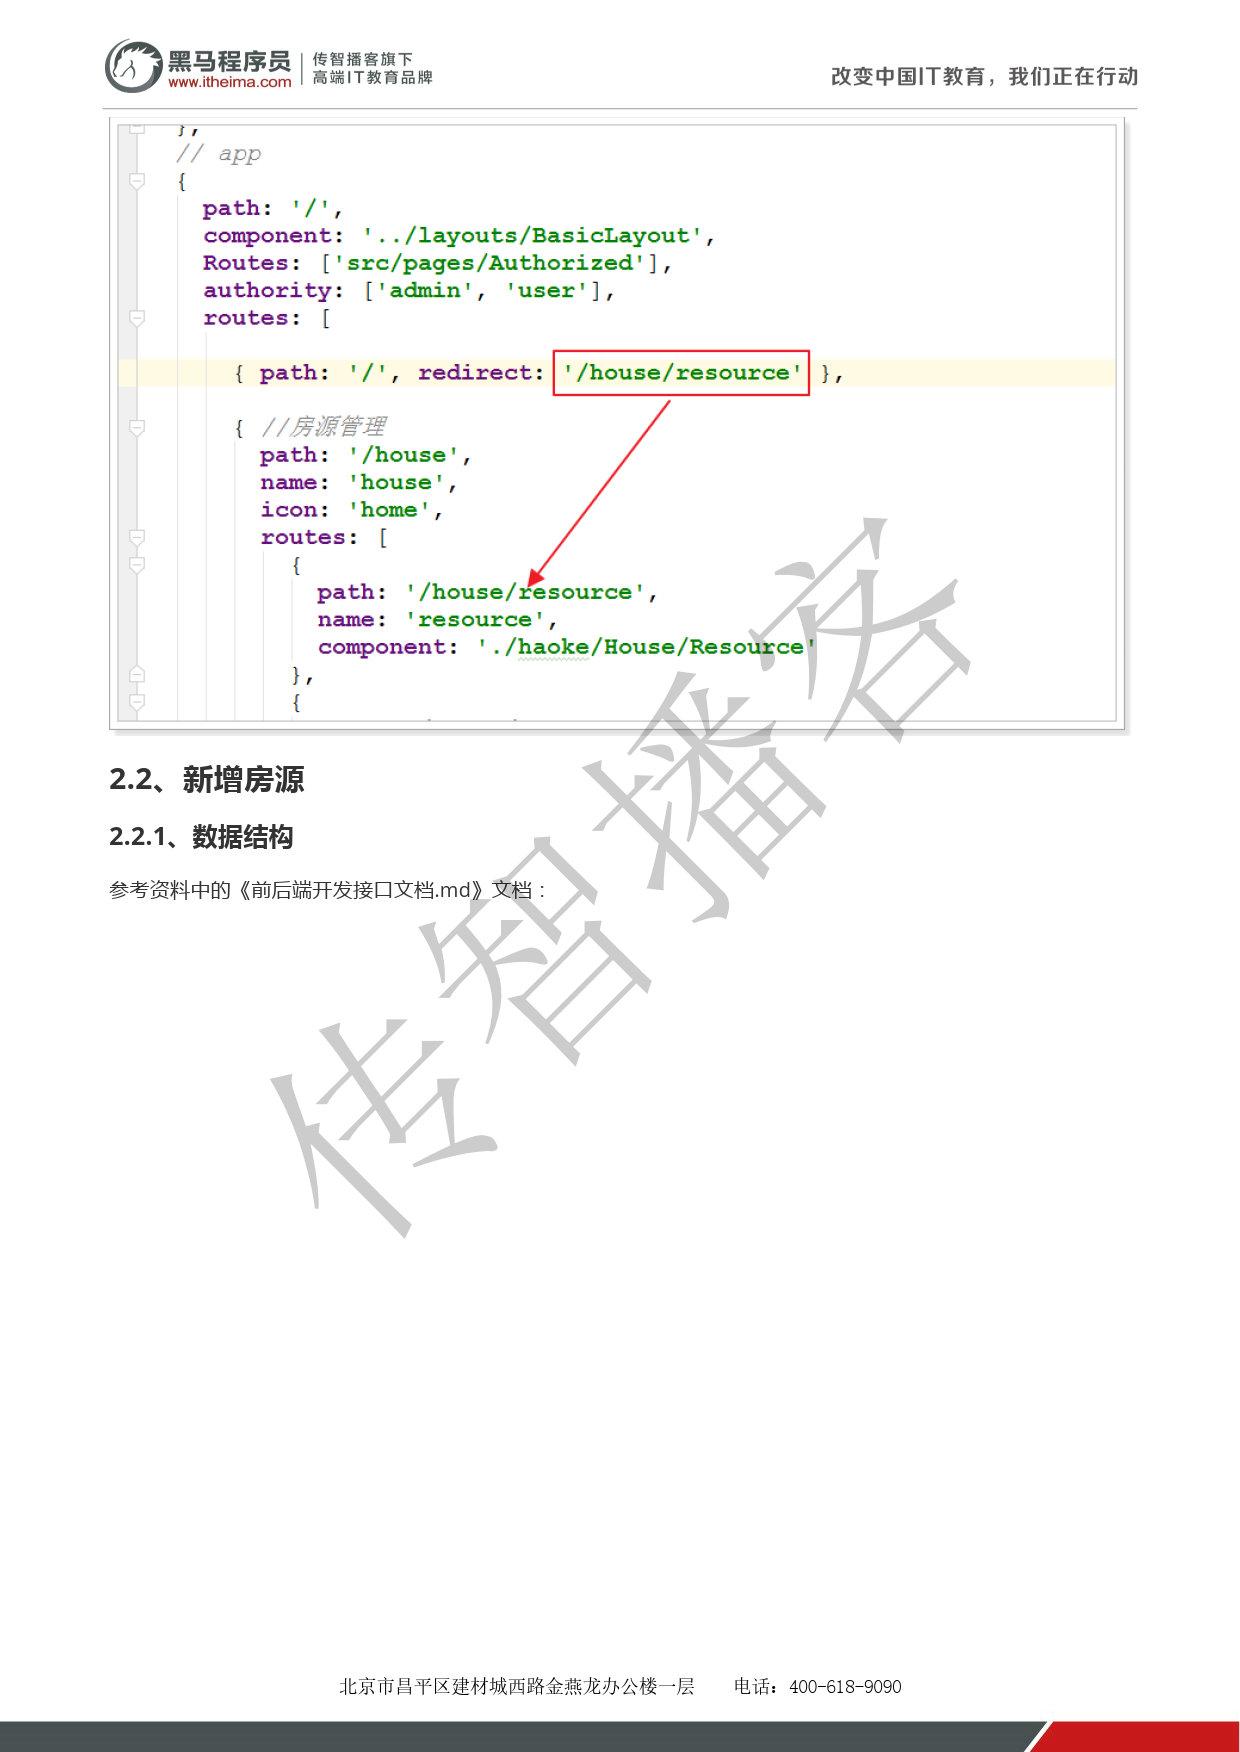 黑马程序员
www.itheima.com
传智播客旗下
高端IT教育品牌
改变中国IT教育，我们正在行动
},
// app
{
path: '/',
component: '../layouts/BasicLayout',
Routes: ['src/pages/Authorized'],
authority: ['admin', 'user'],
routes: [
{ path: '/', redirect: '/house/resource' },
{ //房源管理
path: '/house',
name: 'house',
icon: 'home',
routes: [
{
path: '/house/resource',
name: 'resource',
component: './haoke/House/Resource'
},
{
2.2、新增房源
2.2.1、数据结构
参考资料中的《前后端开发接口文档.md》文档：
传智播客
北京市昌平区建材城西路金燕龙办公楼一层 电话：400-618-9090